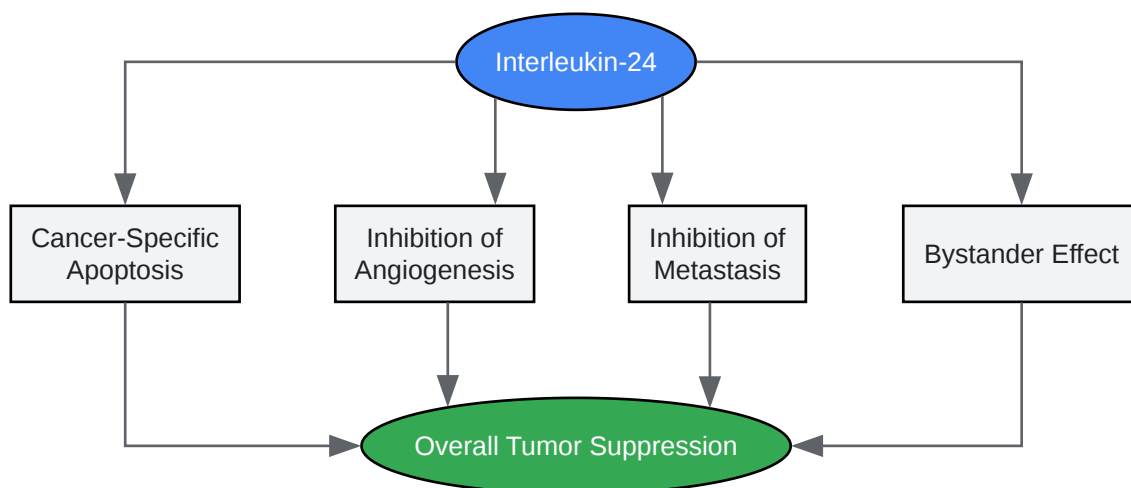 Interleukin-24
Cancer-Specific
Apoptosis
Inhibition of
Angiogenesis
Inhibition of
Metastasis
Bystander Effect
Overall Tumor Suppression